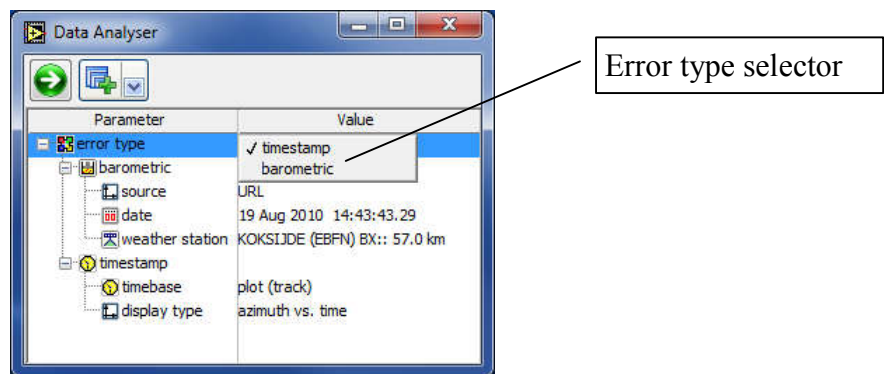 Data Analyser
Error type selector
Parameter Value
error type
✓ timestamp
barometric
barometric
source URL
date 19 Aug 2010 14:43:43.29
weather station KOKSIJDE (EBFN) BX:: 57.0 km
timestamp
timebase plot (track)
display type azimuth vs. time